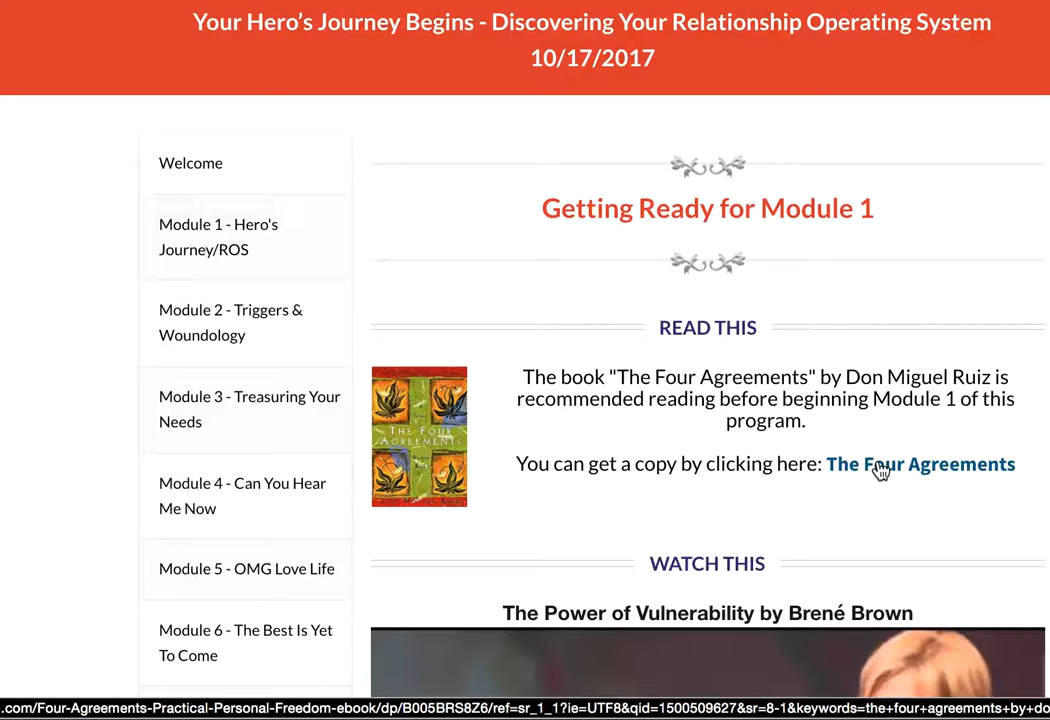 Your Hero’s Journey Begins - Discovering Your Relationship Operating System
10/17/2017
Welcome
Module 1 - Hero's
Journey/ROS
Module 2 - Triggers &
Woundology
Module 3 - Treasuring Your
Needs
Module 4 - Can You Hear
Me Now
Module 5 - OMG Love Life
Module 6 - The Best Is Yet
To Come
Getting Ready for Module 1
READ THIS
THE FOUR
AGREEMENTS
The book "The Four Agreements" by Don Miguel Ruiz is
recommended reading before beginning Module 1 of this
program.
You can get a copy by clicking here: The Four Agreements
WATCH THIS
The Power of Vulnerability by Brené Brown
.com/Four-Agreements-Practical-Personal-Freedom-ebook/dp/B005BRS8Z6/ref=sr_1_1?ie=UTF8&qid=1500509627&sr=8-1&keywords=the+four+agreements+by+do